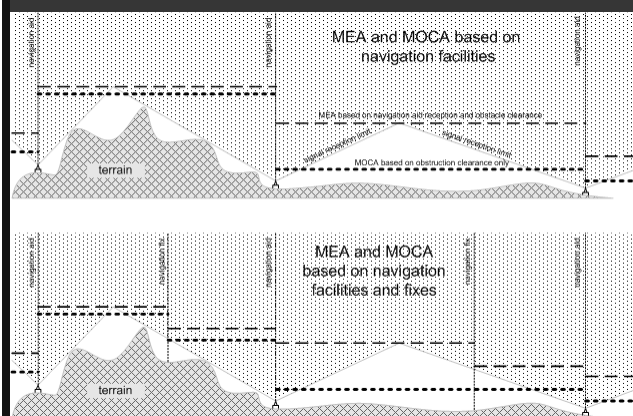 navigation aid
navigation aid
MEA and MOCA based on
navigation facilities
navigation aid
MEA based on navigation aid reception and obstacle clearance
signal reception limit
signal reception limit
MOCA based on obstruction clearance only
terrain
navigation aid
navigation fix
navigation aid
MEA and MOCA
based on navigation
facilities and fixes
navigation fix
navigation aid
terrain